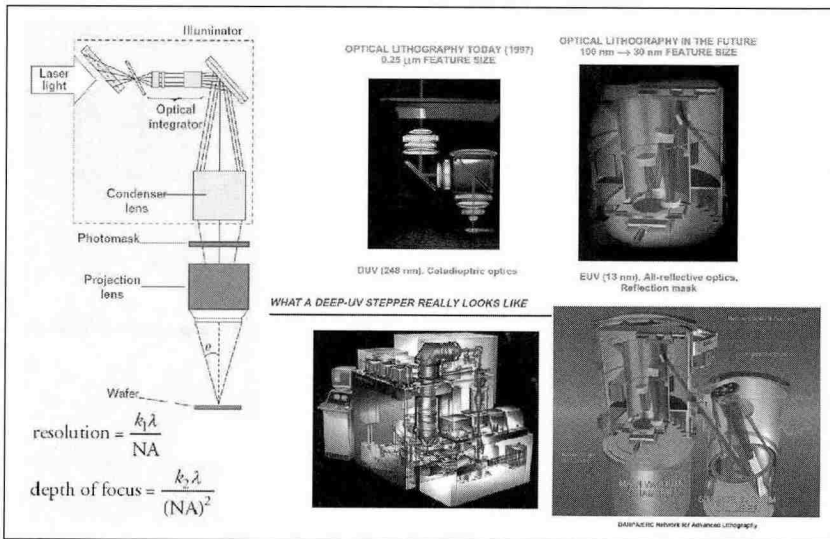 Illuminator
Laser
light
Optical
integrator
Condenser
lens
Photomask
Projection
lens
θ
Wafer
resolution = k₁λ / NA
depth of focus = k₂λ / (NA)²
OPTICAL LITHOGRAPHY TODAY (1997)
0.25 μm FEATURE SIZE
DUV (248 nm), Catadioptric optics
OPTICAL LITHOGRAPHY IN THE FUTURE
100 nm → 30 nm FEATURE SIZE
EUV (13 nm), All-reflective optics,
Reflection mask
WHAT A DEEP-UV STEPPER REALLY LOOKS LIKE
DARPA/ERC Network for Advanced Lithography